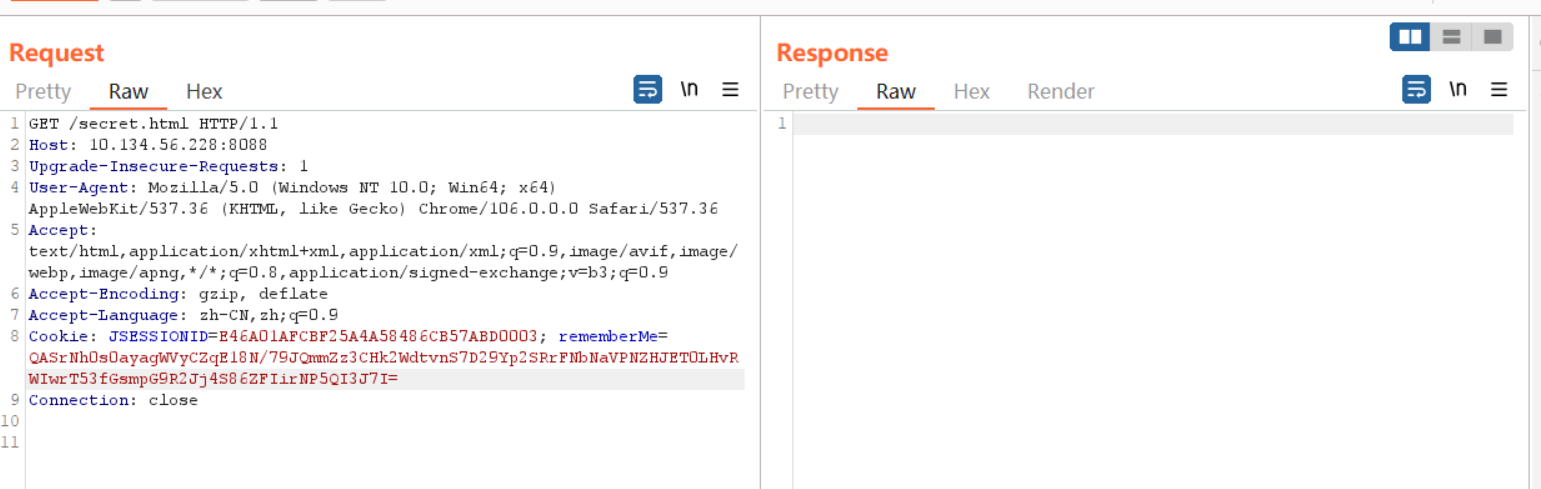 Request
Pretty Raw Hex \n
1 GET /secret.html HTTP/1.1
2 Host: 10.134.56.228:8088
3 Upgrade-Insecure-Requests: 1
4 User-Agent: Mozilla/5.0 (Windows NT 10.0; Win64; x64)
AppleWebKit/537.36 (KHTML, like Gecko) Chrome/106.0.0.0 Safari/537.36
5 Accept:
text/html,application/xhtml+xml,application/xml;q=0.9,image/avif,image/
webp,image/apng,*/*;q=0.8,application/signed-exchange;v=b3;q=0.9
6 Accept-Encoding: gzip, deflate
7 Accept-Language: zh-CN,zh;q=0.9
8 Cookie: JSESSIONID=E46A01AFCBF25A4A58486CB57ABD0003; rememberMe=
QASrNh0s0ayagWVyCZqE18N/79JQmmZz3CHk2WdtvnS7D29Yp2SRrFNbNaVPNZHJET0LHvR
WIwrT53fGsmpG9R2Jj4S86ZFIirNP5QI3J7I=
9 Connection: close
10
11
Response
Pretty Raw Hex Render \n
1